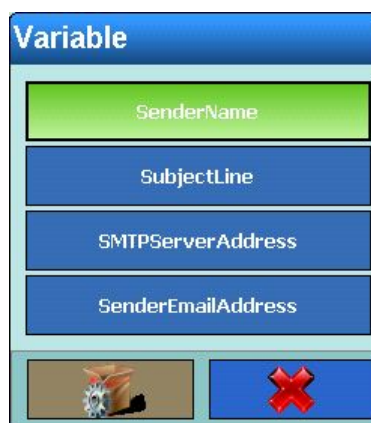 Variable
SenderName
SubjectLine
SMTPServerAddress
SenderEmailAddress